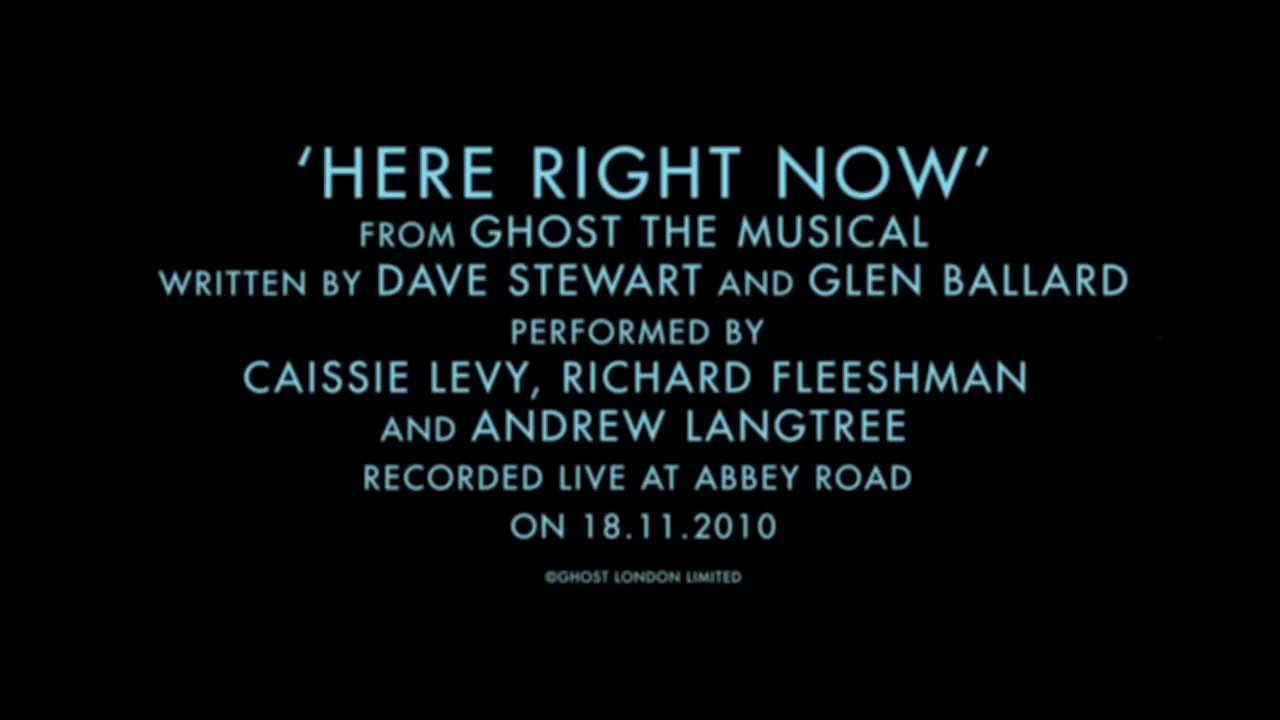 ‘HERE RIGHT NOW’
FROM GHOST THE MUSICAL
WRITTEN BY DAVE STEWART AND GLEN BALLARD
PERFORMED BY
CAISSIE LEVY, RICHARD FLEESHMAN
AND ANDREW LANGTREE
RECORDED LIVE AT ABBEY ROAD
ON 18.11.2010
©GHOST LONDON LIMITED